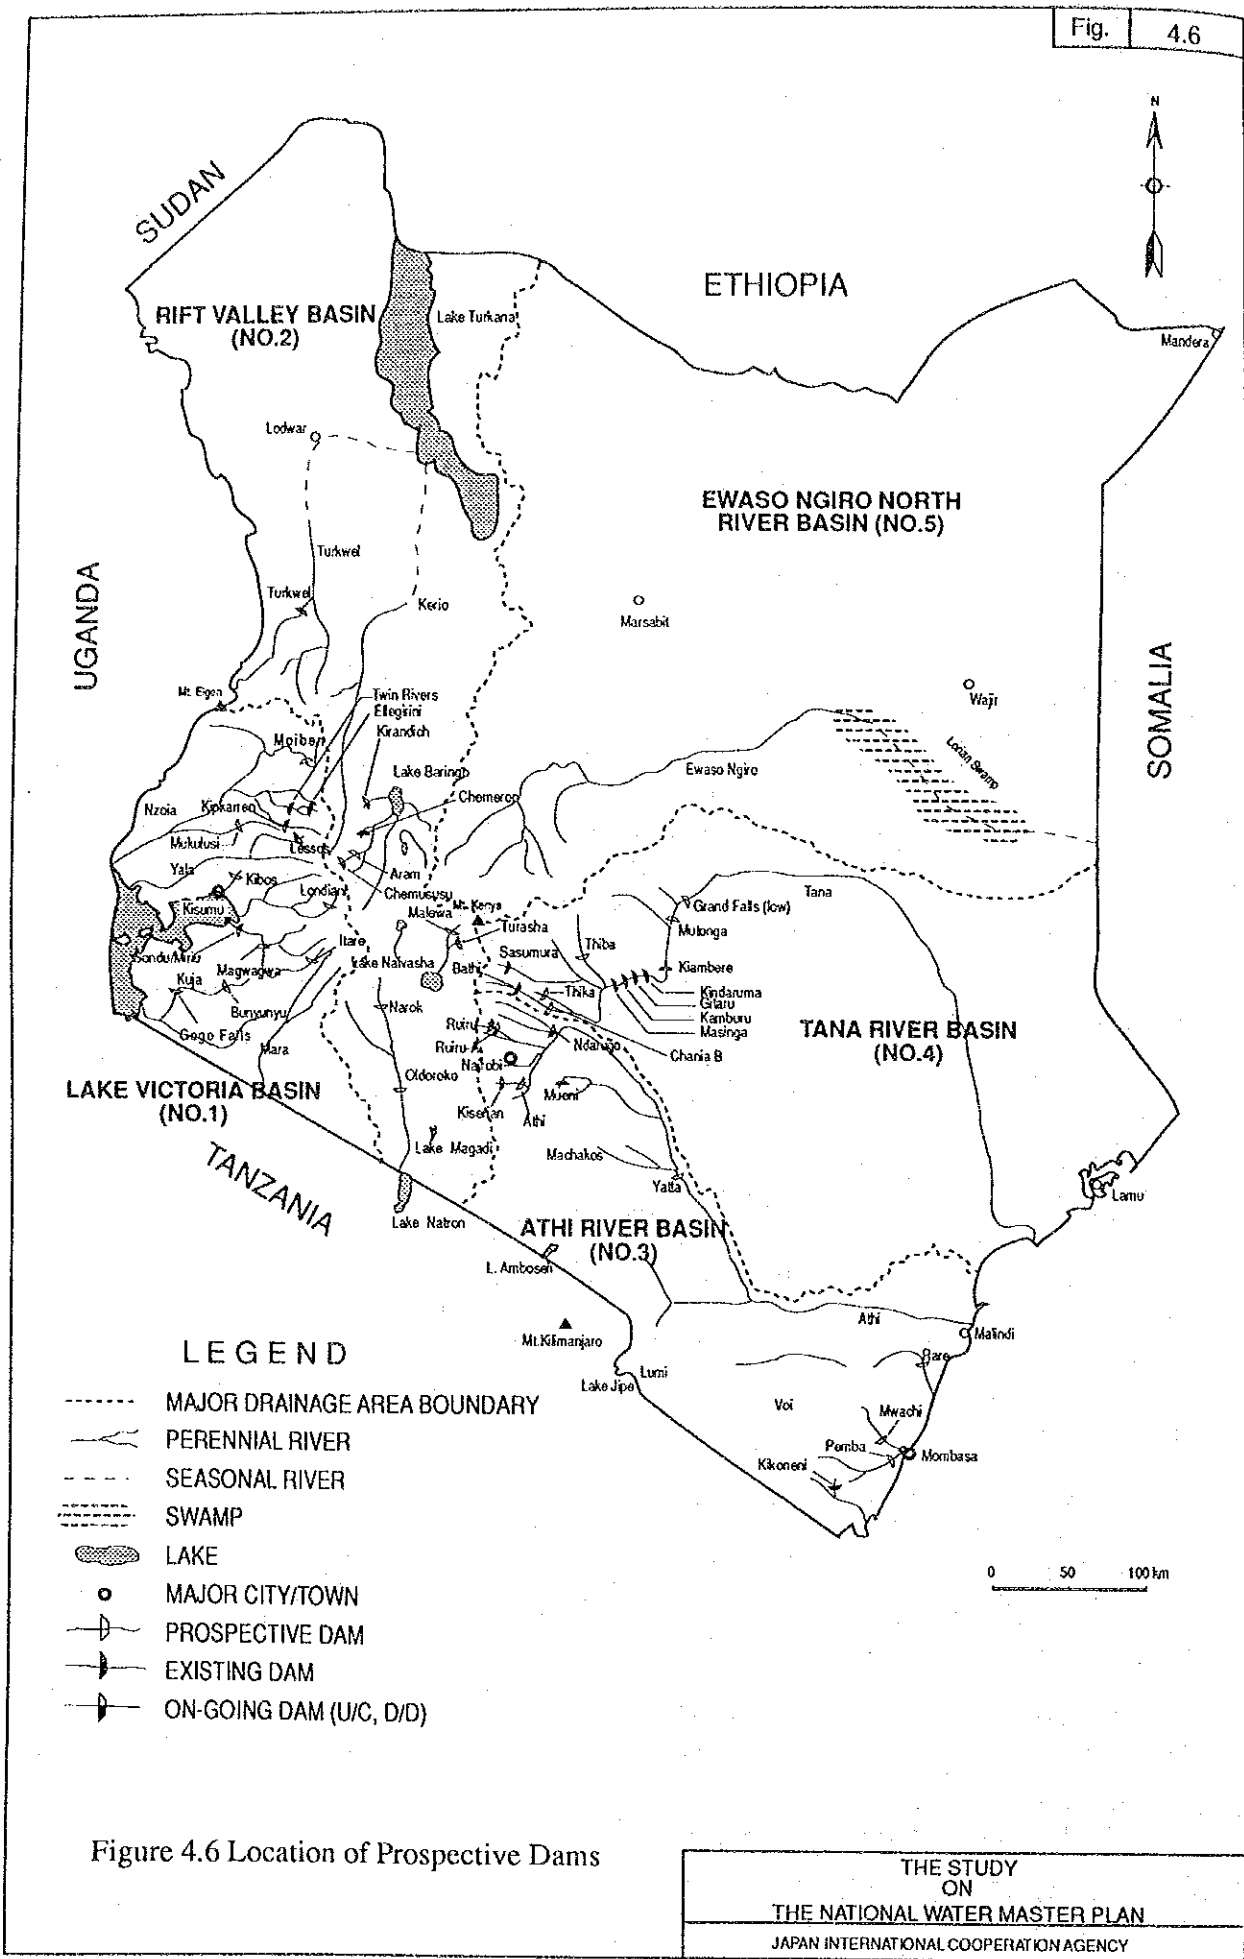 Fig.
4.6
N
SUDAN
ETHIOPIA
RIFT VALLEY BASIN
(NO.2)
Lake Turkana
Mandera
Lodwar
EWASO NGIRO NORTH
RIVER BASIN (NO.5)
Turkwel
UGANDA
Turkwel
Kerio
Marsabit
SOMALIA
Mt. Elgon
Twin Rivers
Ellegirini
Kirandich
Wajir
Moiben
Lorian Swamp
Lake Baringo
Ewaso Ngiro
Chemeron
Nzoia
Kipkarren
Mukulusi
Lessos
Yala
Aram
Kibos
Chemususu
Londiani
Tana
Kisumu
Malewa
Mt. Kenya
Grand Falls (low)
Turasha
Mutonga
Itare
Thiba
Sasumura
Sondu/Miriu
Lake Naivasha
Bathi
Kiambere
Magwagwa
Kuja
Thika
Kindaruma
Gitaru
Narok
Bunyunyu
Kamburu
Masinga
TANA RIVER BASIN
(NO.4)
Gogo Falls
Ruiru
Mara
Ruiru-A
Ndarugo
Chania B
Nairobi
Oldoroko
LAKE VICTORIA BASIN
(NO.1)
Mueni
Kiserian
Athi
Lake Magadi
Machakos
TANZANIA
Yatta
Lamu
Lake Natron
ATHI RIVER BASIN
(NO.3)
L. Amboseli
Athi
Mt.Kilimanjaro
Malindi
Rare
Lumi
Lake Jipe
Voi
Mwachi
Pemba
Mombasa
Kikoneni
0 50 100 km
LEGEND
MAJOR DRAINAGE AREA BOUNDARY
PERENNIAL RIVER
SEASONAL RIVER
SWAMP
LAKE
MAJOR CITY/TOWN
PROSPECTIVE DAM
EXISTING DAM
ON-GOING DAM (U/C, D/D)
Figure 4.6 Location of Prospective Dams
THE STUDY
ON
THE NATIONAL WATER MASTER PLAN
JAPAN INTERNATIONAL COOPERATION AGENCY